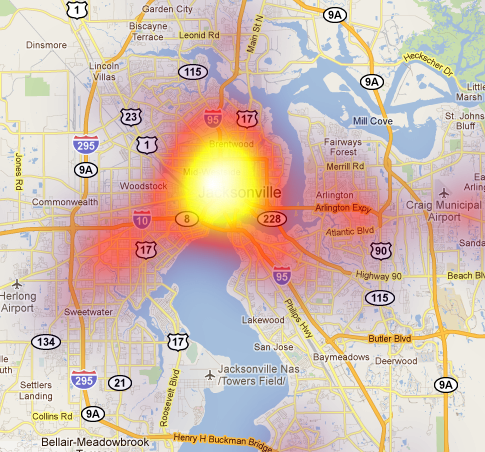 1
Garden City
9A
Biscayne
Terrace
Main St N
Dinsmore
Leonid Rd
Lincoln
Villas
115
Heckscher Dr
9A
Little
Marsh
23
95
17
Mill Cove
St. Johns
Bluff
295
1
Brentwood
Fairways
Forest
Jones Rd
9A
Merrill Rd
Woodstock
Jacksonville
Arlington
Commonwealth
Arlington Expy
Craig Municipal
Airport
10
8
228
Atlantic Blvd
17
90
95
Highway 90
Beach Blv
Herlong
Airport
115
Sweetwater
Philips Hwy
Lakewood
134
17
Butler Blvd
San Jose
Baymeadows
Deerwood
295
21
Jacksonville Nas
/Towers Field/
9A
Settlers
Landing
Roosevelt Blvd
9A
Collins Rd
Bellair-Meadowbrook
Henry H Buckman Bridge